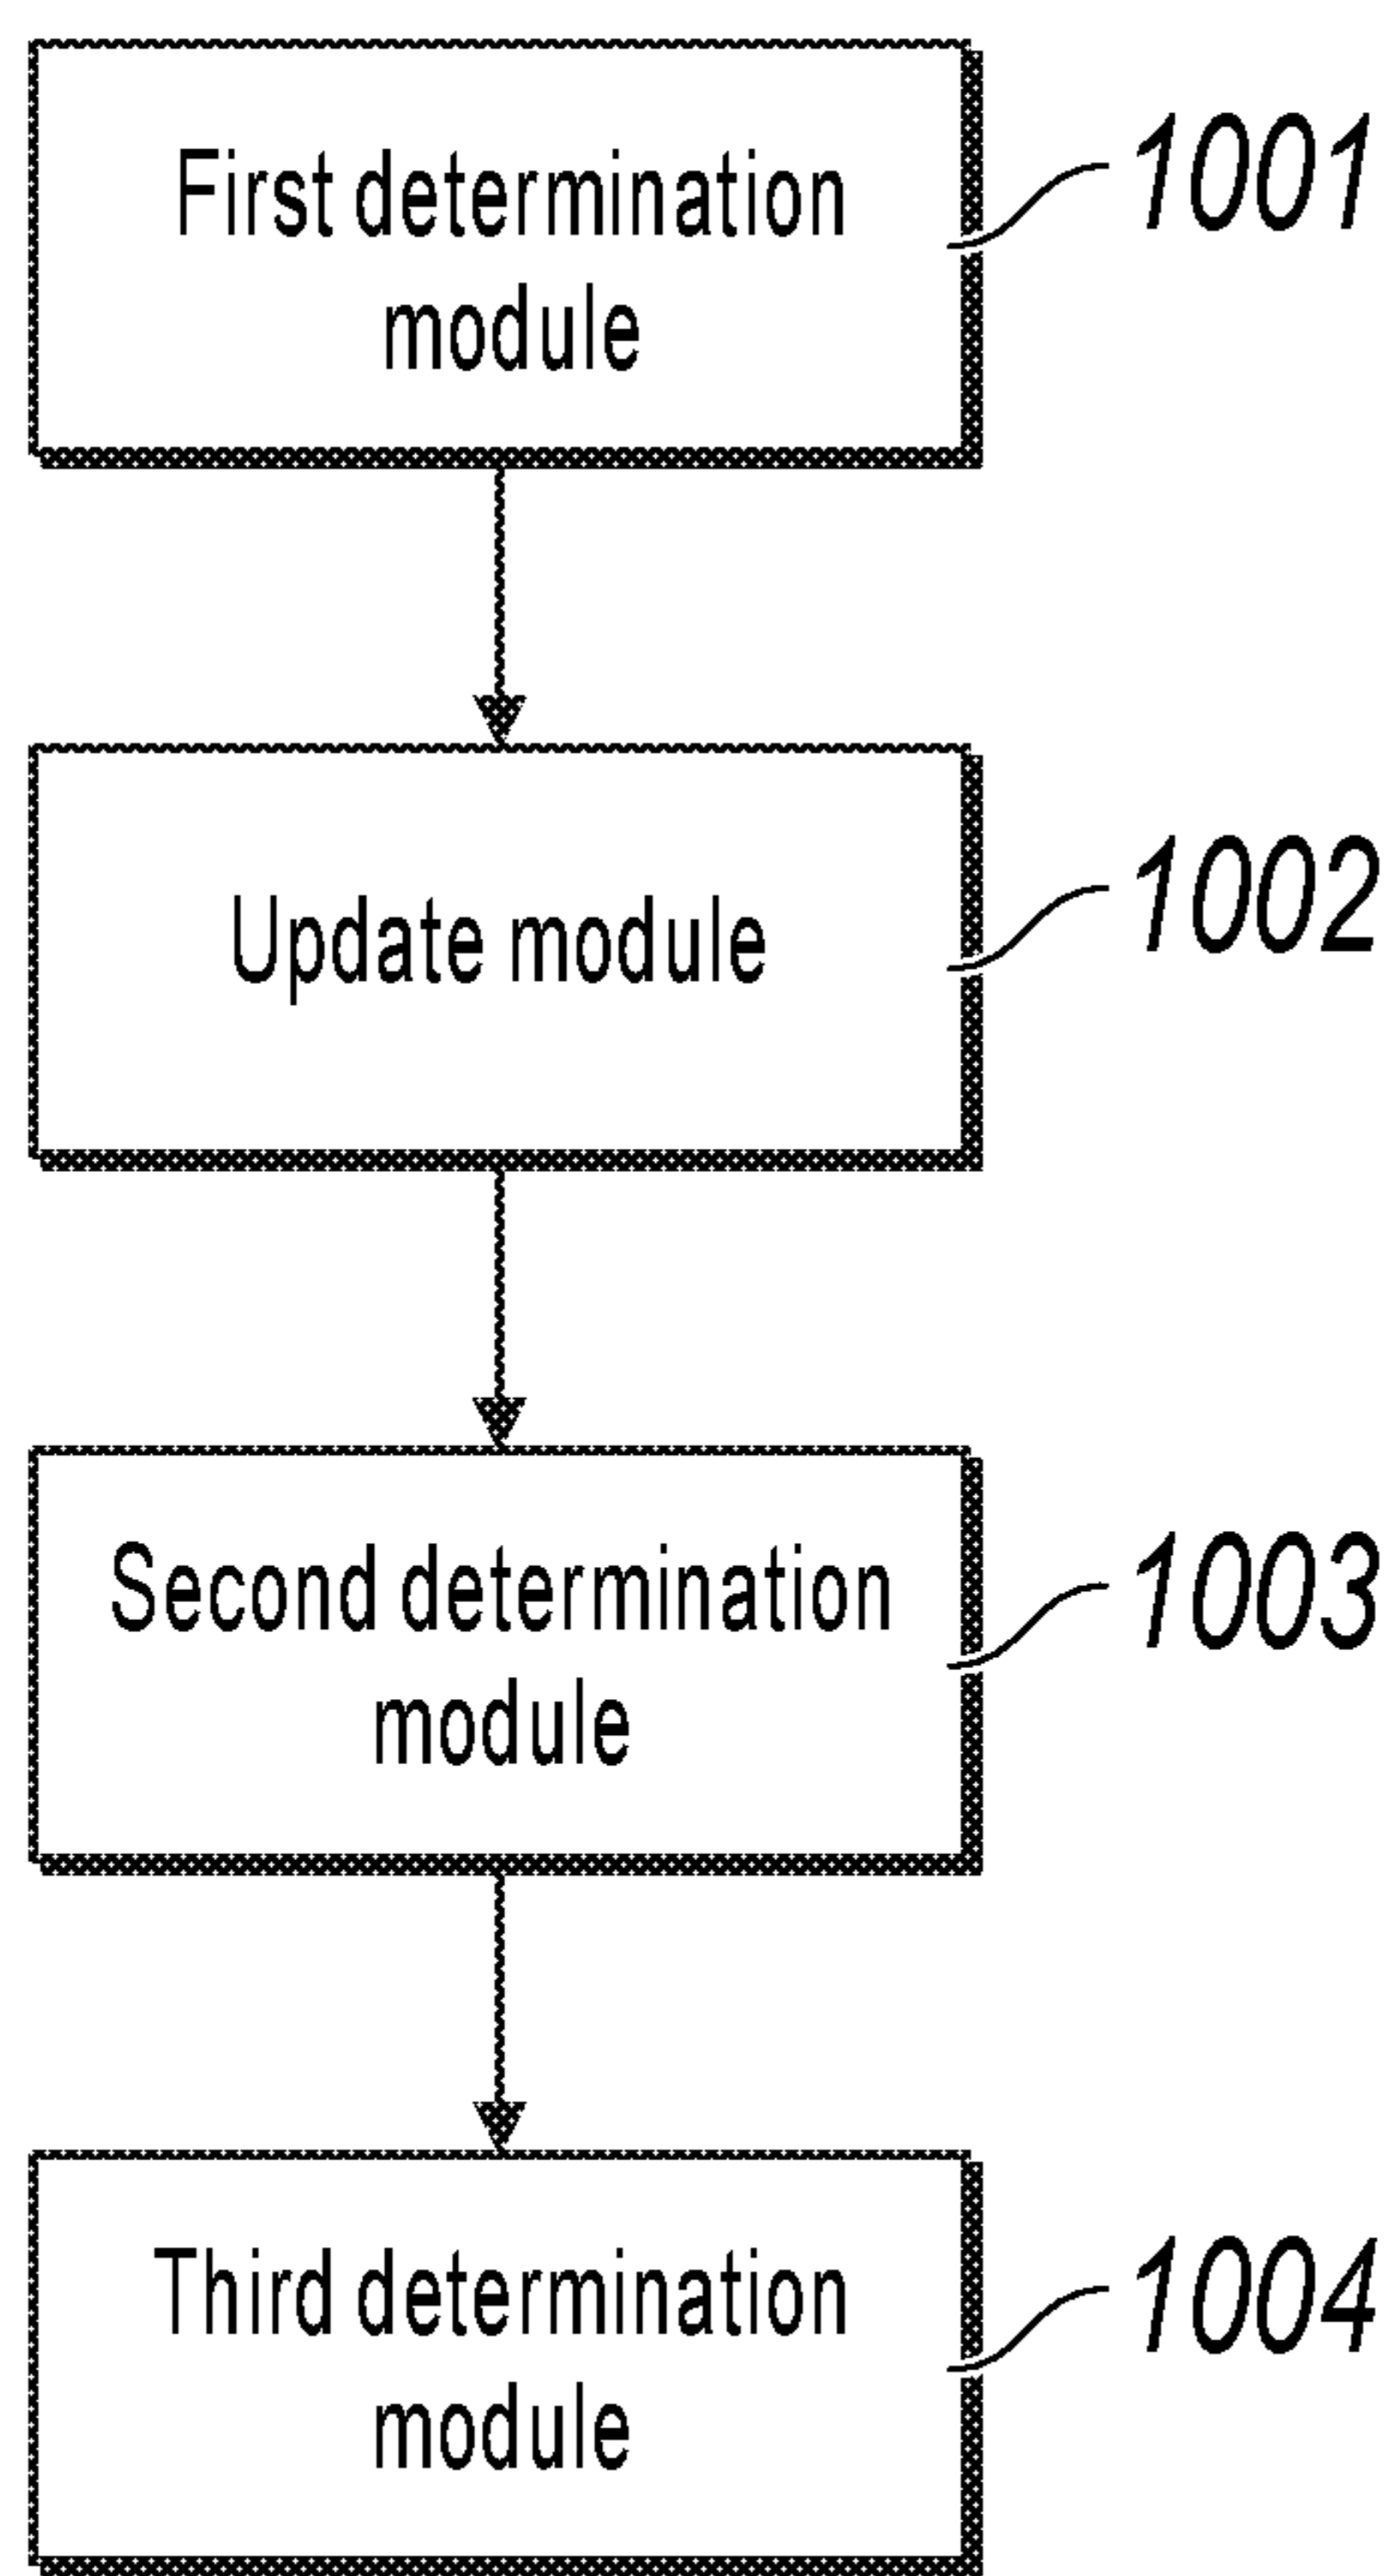 First determination
module
1001
Update module
1002
Second determination
module
1003
Third determination
module
1004